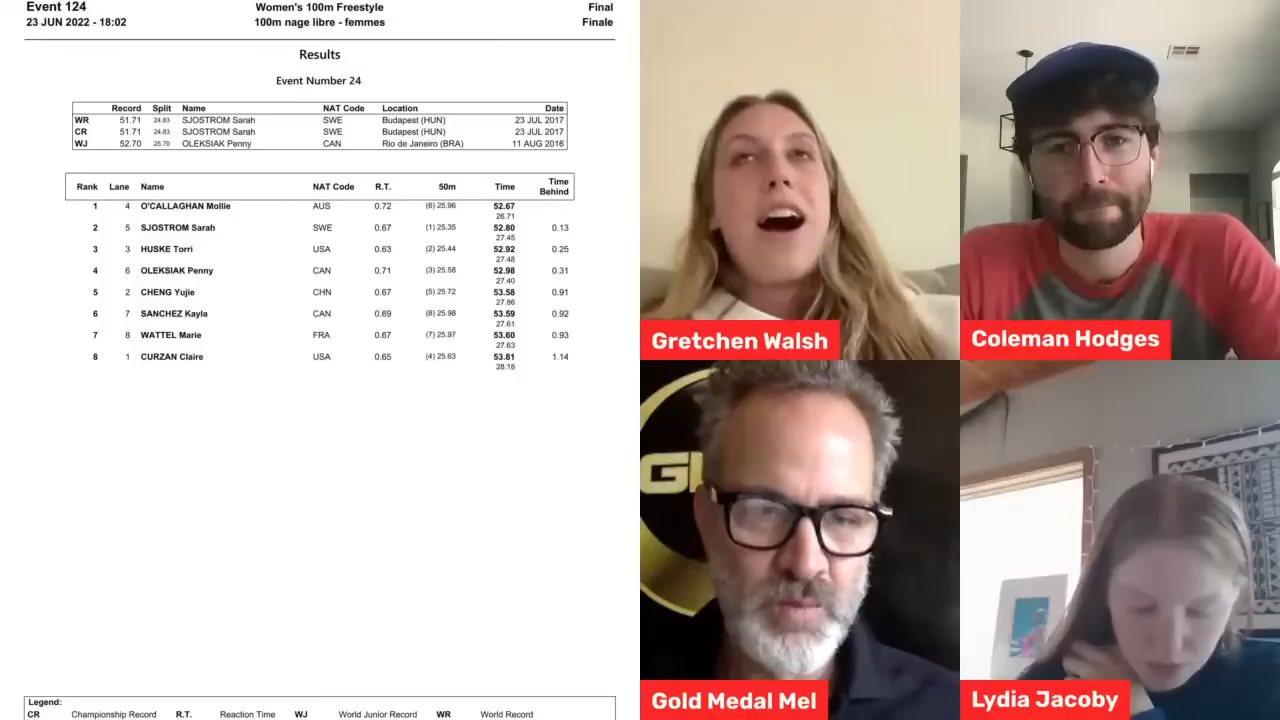 Event 124 Women's 100m Freestyle Final
23 JUN 2022 - 18:02 100m nage libre - femmes Finale
Results
Event Number 24
Record Split Name NAT Code Location Date
WR 51.71 24.83 SJOSTROM Sarah SWE Budapest (HUN) 23 JUL 2017
CR 51.71 24.83 SJOSTROM Sarah SWE Budapest (HUN) 23 JUL 2017
WJ 52.70 25.70 OLEKSIAK Penny CAN Rio de Janeiro (BRA) 11 AUG 2016
Rank Lane Name NAT Code R.T. 50m Time Time Behind
1 4 O'CALLAGHAN Mollie AUS 0.72 (6) 25.96 52.67
26.71
2 5 SJOSTROM Sarah SWE 0.67 (1) 25.35 52.80 0.13
27.45
3 3 HUSKE Torri USA 0.63 (2) 25.44 52.92 0.25
27.48
4 6 OLEKSIAK Penny CAN 0.71 (3) 25.58 52.98 0.31
27.40
5 2 CHENG Yujie CHN 0.67 (5) 25.72 53.58 0.91
27.86
6 7 SANCHEZ Kayla CAN 0.69 (8) 25.98 53.59 0.92
27.61
7 8 WATTEL Marie FRA 0.67 (7) 25.97 53.60 0.93
27.63
8 1 CURZAN Claire USA 0.65 (4) 25.63 53.81 1.14
28.18
Legend:
CR Championship Record R.T. Reaction Time WJ World Junior Record WR World Record
Gretchen Walsh
Coleman Hodges
Gold Medal Mel
Lydia Jacoby